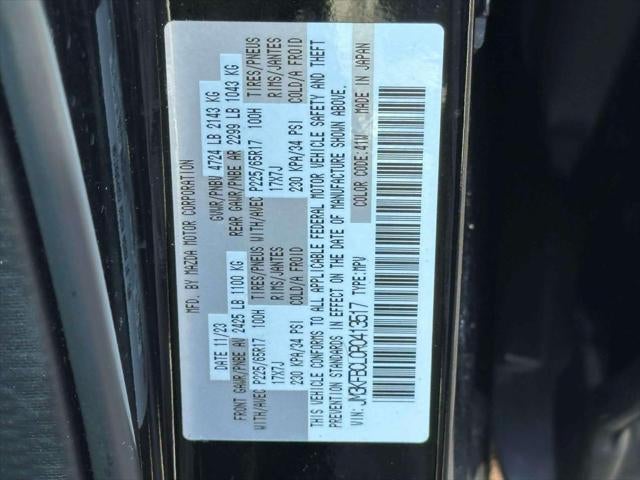 MFD. BY MAZDA MOTOR CORPORATION
DATE 11/23 GVWR/PNBV 4724 LB 2143 KG
FRONT GAWR/PNBE AV 2425 LB 1100 KG REAR GAWR/PNBE AR 2299 LB 1043 KG
WITH/AVEC P225/65R17 100H TIRES/PNEUS WITH/AVEC P225/65R17 100H TIRES/PNEUS
17X7J RIMS/JANTES 17X7J RIMS/JANTES
230 KPA/34 PSI COLD/A FROID 230 KPA/34 PSI COLD/A FROID
THIS VEHICLE CONFORMS TO ALL APPLICABLE FEDERAL MOTOR VEHICLE SAFETY AND THEFT
PREVENTION STANDARDS IN EFFECT ON THE DATE OF MANUFACTURE SHOWN ABOVE.
VIN: JM3KFBCL0R0413517 TYPE:MPV COLOR CODE:41W MADE IN JAPAN